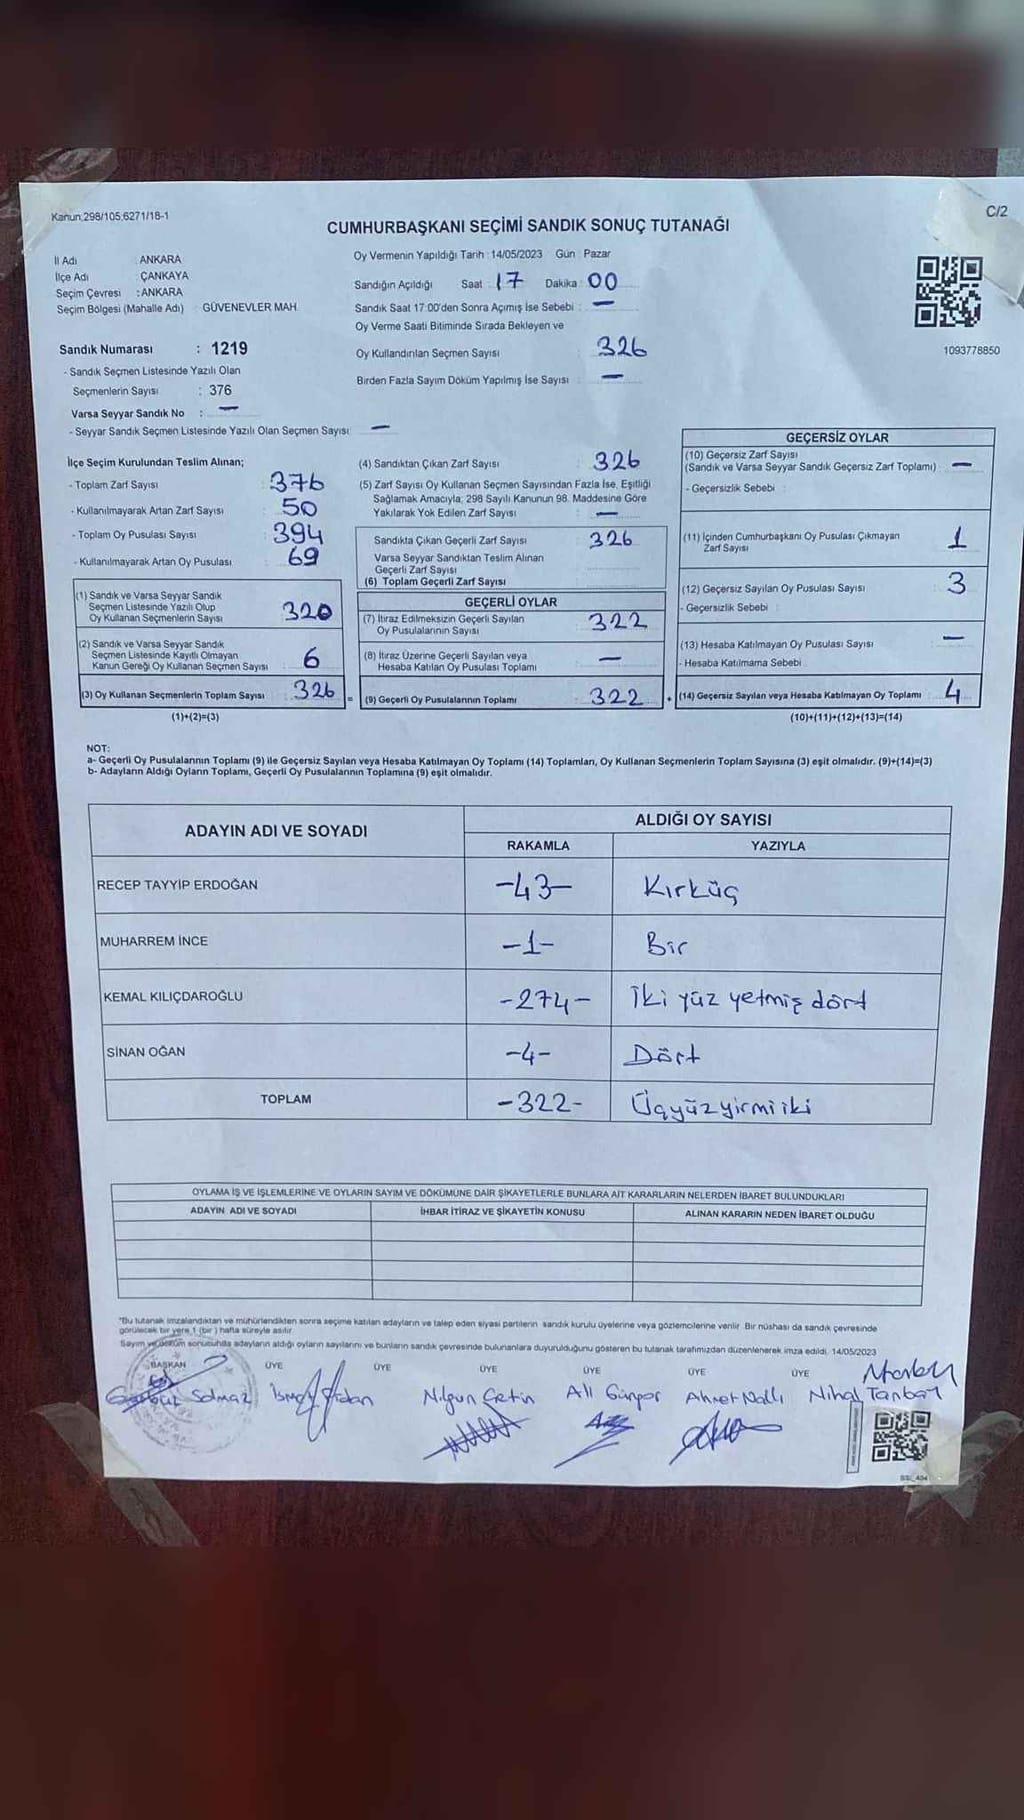 Kanun:298/105;6271/18-1
C/2
CUMHURBAŞKANI SEÇİMİ SANDIK SONUÇ TUTANAĞI
İl Adı : ANKARA
İlçe Adı : ÇANKAYA
Seçim Çevresi : ANKARA
Seçim Bölgesi (Mahalle Adı) : GÜVENEVLER MAH.
Oy Vermenin Yapıldığı Tarih : 14/05/2023 Gün : Pazar
Sandığın Açıldığı Saat : 17 Dakika : 00
Sandık Saat 17:00'den Sonra Açımış İse Sebebi : —
Oy Verme Saati Bitiminde Sırada Bekleyen ve
Oy Kullandırılan Seçmen Sayısı : 326
Birden Fazla Sayım Döküm Yapılmış İse Sayısı : —
1093778850
Sandık Numarası : 1219
- Sandık Seçmen Listesinde Yazılı Olan
Seçmenlerin Sayısı : 376
Varsa Seyyar Sandık No : —
- Seyyar Sandık Seçmen Listesinde Yazılı Olan Seçmen Sayısı: —
İlçe Seçim Kurulundan Teslim Alınan;
- Toplam Zarf Sayısı : 376
- Kullanılmayarak Artan Zarf Sayısı : 50
- Toplam Oy Pusulası Sayısı : 394
- Kullanılmayarak Artan Oy Pusulası : 69
(1) Sandık ve Varsa Seyyar Sandık
Seçmen Listesinde Yazılı Olup
Oy Kullanan Seçmenlerin Sayısı : 320
(2) Sandık ve Varsa Seyyar Sandık
Seçmen Listesinde Kayıtlı Olmayan
Kanun Gereği Oy Kullanan Seçmen Sayısı : 6
(3) Oy Kullanan Seçmenlerin Toplam Sayısı : 326 =
(1)+(2)=(3)
(4) Sandıktan Çıkan Zarf Sayısı : 326
(5) Zarf Sayısı Oy Kullanan Seçmen Sayısından Fazla İse, Eşitliği
Sağlamak Amacıyla; 298 Sayılı Kanunun 98. Maddesine Göre
Yakılarak Yok Edilen Zarf Sayısı : —
Sandıkta Çıkan Geçerli Zarf Sayısı : 326
Varsa Seyyar Sandıktan Teslim Alınan
Geçerli Zarf Sayısı
(6) Toplam Geçerli Zarf Sayısı
GEÇERLİ OYLAR
(7) İtiraz Edilmeksizin Geçerli Sayılan
Oy Pusulalarının Sayısı : 322
(8) İtiraz Üzerine Geçerli Sayılan veya
Hesaba Katılan Oy Pusulası Toplamı : —
(9) Geçerli Oy Pusulalarının Toplamı : 322 +
GEÇERSİZ OYLAR
(10) Geçersiz Zarf Sayısı
(Sandık ve Varsa Seyyar Sandık Geçersiz Zarf Toplamı) : —
- Geçersizlik Sebebi :
(11) İçinden Cumhurbaşkanı Oy Pusulası Çıkmayan
Zarf Sayısı : 1
(12) Geçersiz Sayılan Oy Pusulası Sayısı : 3
- Geçersizlik Sebebi :
(13) Hesaba Katılmayan Oy Pusulası Sayısı : —
- Hesaba Katılmama Sebebi :
(14) Geçersiz Sayılan veya Hesaba Katılmayan Oy Toplamı : 4
(10)+(11)+(12)+(13)=(14)
NOT:
a- Geçerli Oy Pusulalarının Toplamı (9) ile Geçersiz Sayılan veya Hesaba Katılmayan Oy Toplamı (14) Toplamları, Oy Kullanan Seçmenlerin Toplam Sayısına (3) eşit olmalıdır. (9)+(14)=(3)
b- Adayların Aldığı Oyların Toplamı, Geçerli Oy Pusulalarının Toplamına (9) eşit olmalıdır.
ADAYIN ADI VE SOYADI
ALDIĞI OY SAYISI
RAKAMLA YAZIYLA
RECEP TAYYİP ERDOĞAN -43- Kırküç
MUHARREM İNCE -1- Bir
KEMAL KILIÇDAROĞLU -274- İki yüz yetmiş dört
SİNAN OĞAN -4- Dört
TOPLAM -322- Üçyüzyirmiiki
OYLAMA İŞ VE İŞLEMLERİNE VE OYLARIN SAYIM VE DÖKÜMÜNE DAİR ŞİKAYETLERLE BUNLARA AİT KARARLARIN NELERDEN İBARET BULUNDUKLARI
ADAYIN ADI VE SOYADI İHBAR İTİRAZ VE ŞİKAYETİN KONUSU ALINAN KARARIN NEDEN İBARET OLDUĞU
"Bu tutanak imzalandıktan ve mühürlendikten sonra seçime katılan adayların ve talep eden siyasi partilerin sandık kurulu üyelerine veya gözlemcilerine verilir. Bir nüshası da sandık çevresinde
görülecek bir yere 1 (bir) hafta süreyle asılır.
Sayım ve döküm sonucunda adayların aldığı oyların sayılarını ve bunların sandık çevresinde bulunanlara duyurulduğunu gösteren bu tutanak tarafımızdan düzenlenerek imza edildi. 14/05/2023
BAŞKAN ÜYE ÜYE ÜYE ÜYE ÜYE ÜYE
Solmaz Nilgün Çetin Ali Güngör Ahmet Nallı Nihal Tanbay